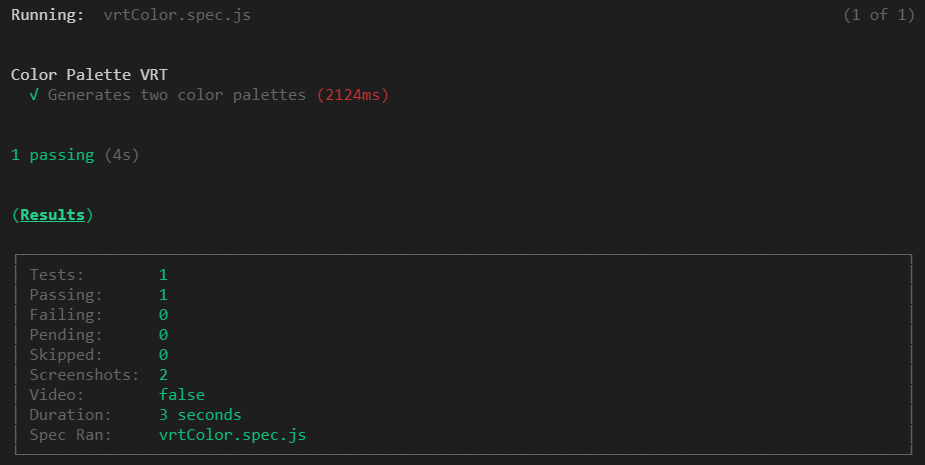 Running: vrtColor.spec.js (1 of 1)
Color Palette VRT
√ Generates two color palettes (2124ms)
1 passing (4s)
(Results)
Tests: 1
Passing: 1
Failing: 0
Pending: 0
Skipped: 0
Screenshots: 2
Video: false
Duration: 3 seconds
Spec Ran: vrtColor.spec.js